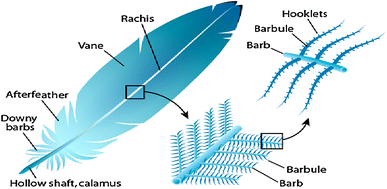 Rachis
Vane
Afterfeather
Downy
barbs
Hollow shaft, calamus
Hooklets
Barbule
Barb
Barbule
Barb